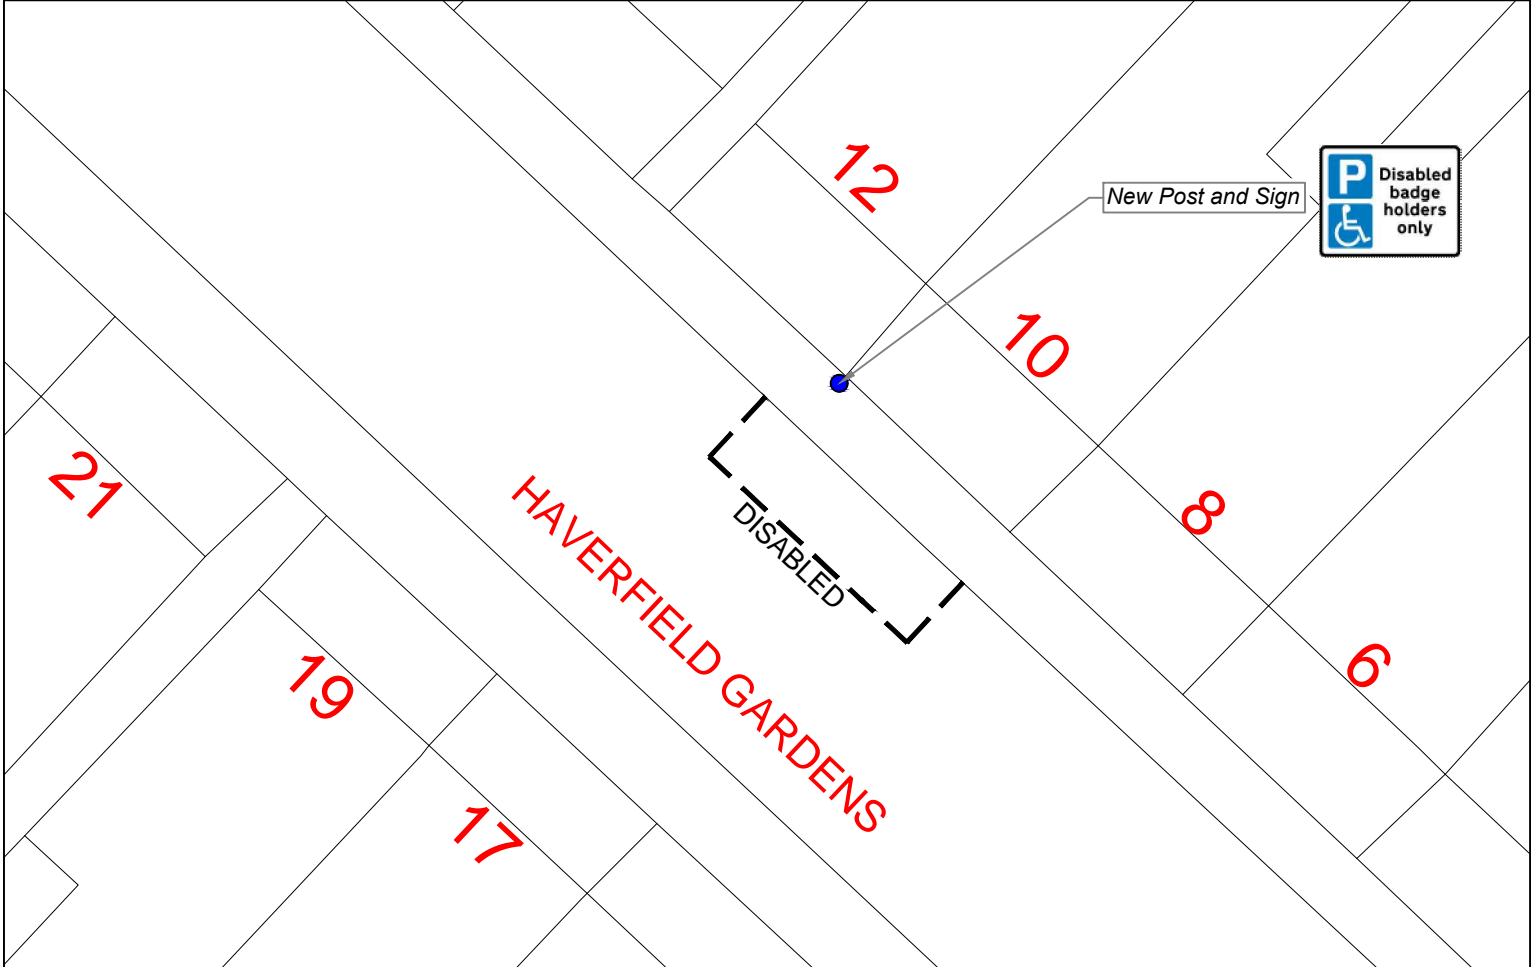 12
New Post and Sign
P
Disabled
badge
holders
only
10
21
HAVERFIELD GARDENS
DISABLED
8
19
6
17